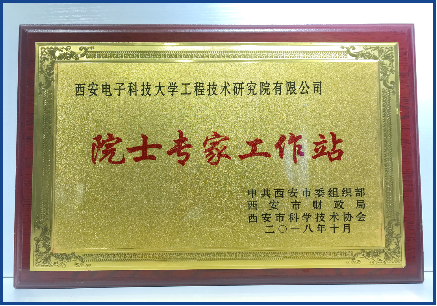 西安电子科技大学工程技术研究院有限公司
院士专家工作站
中共西安市委组织部
西安市财政局
西安市科学技术协会
二〇一八年十月